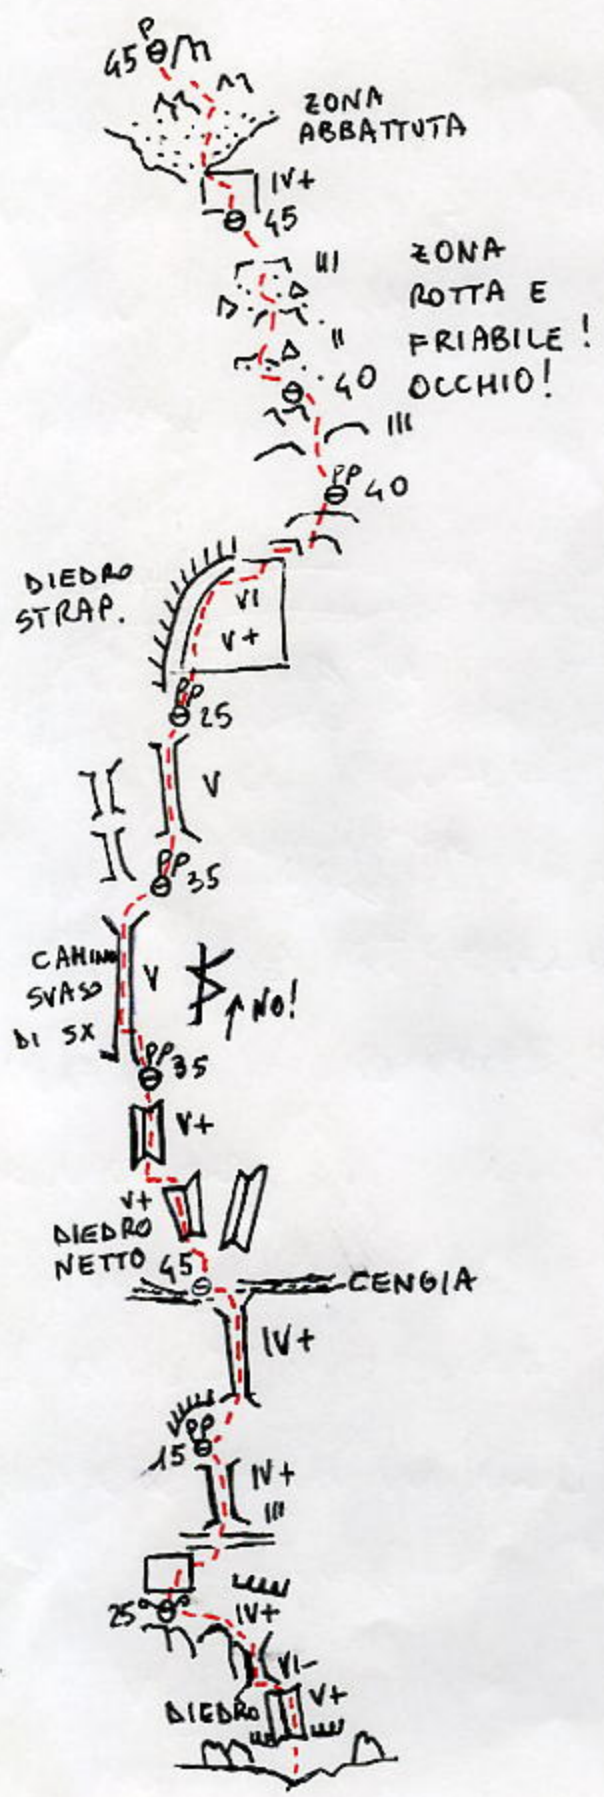 P
45
ZONA
ABBATTUTA
IV+
45
III
ZONA
ROTTA E
FRIABILE!
OCCHIO!
II
40
III
PP
40
DIEDRO
STRAP.
VI
V+
PP
25
V
PP
35
CAMINO
SVASO
DI SX
V
NO!
PP
35
V+
V+
DIEDRO
NETTO
45
CENGIA
IV+
PP
15
IV+
III
25
IV+
VI-
V+
DIEDRO